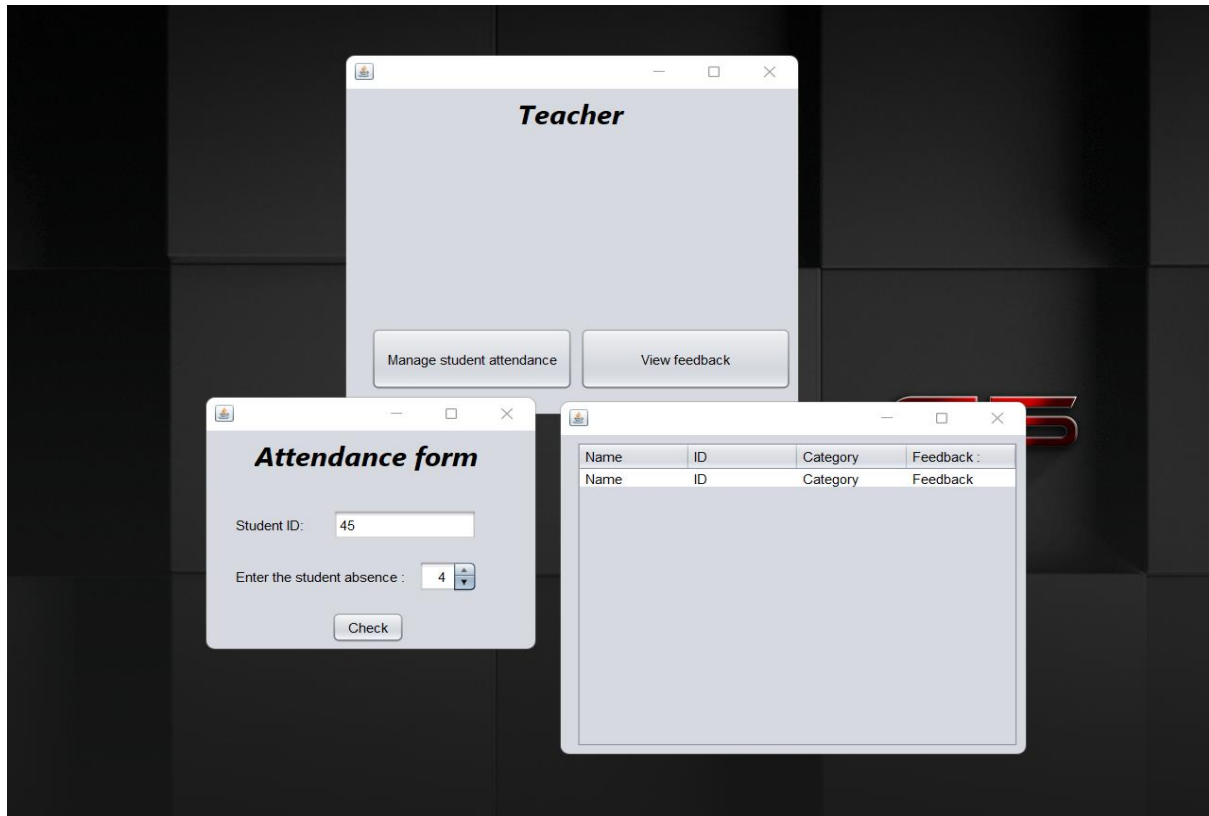 Teacher
Manage student attendance
View feedback
Attendance form
Student ID: 45
Enter the student absence : 4
Check
Name ID Category Feedback :
Name ID Category Feedback